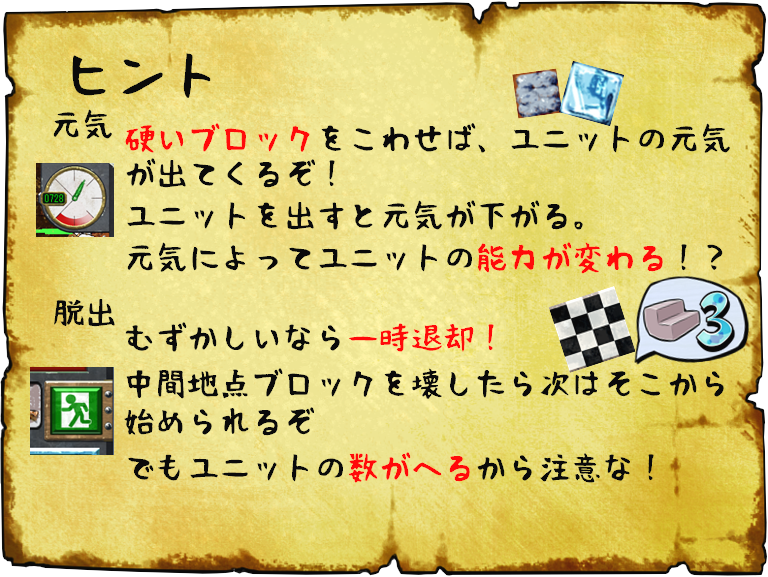 ヒント
元気
硬いブロックをこわせば、ユニットの元気
が出てくるぞ！
0728
ユニットを出すと元気が下がる。
元気によってユニットの能力が変わる！？
脱出
むずかしいなら一時退却！
3
中間地点ブロックを壊したら次はそこから
始められるぞ
でもユニットの数がへるから注意な！